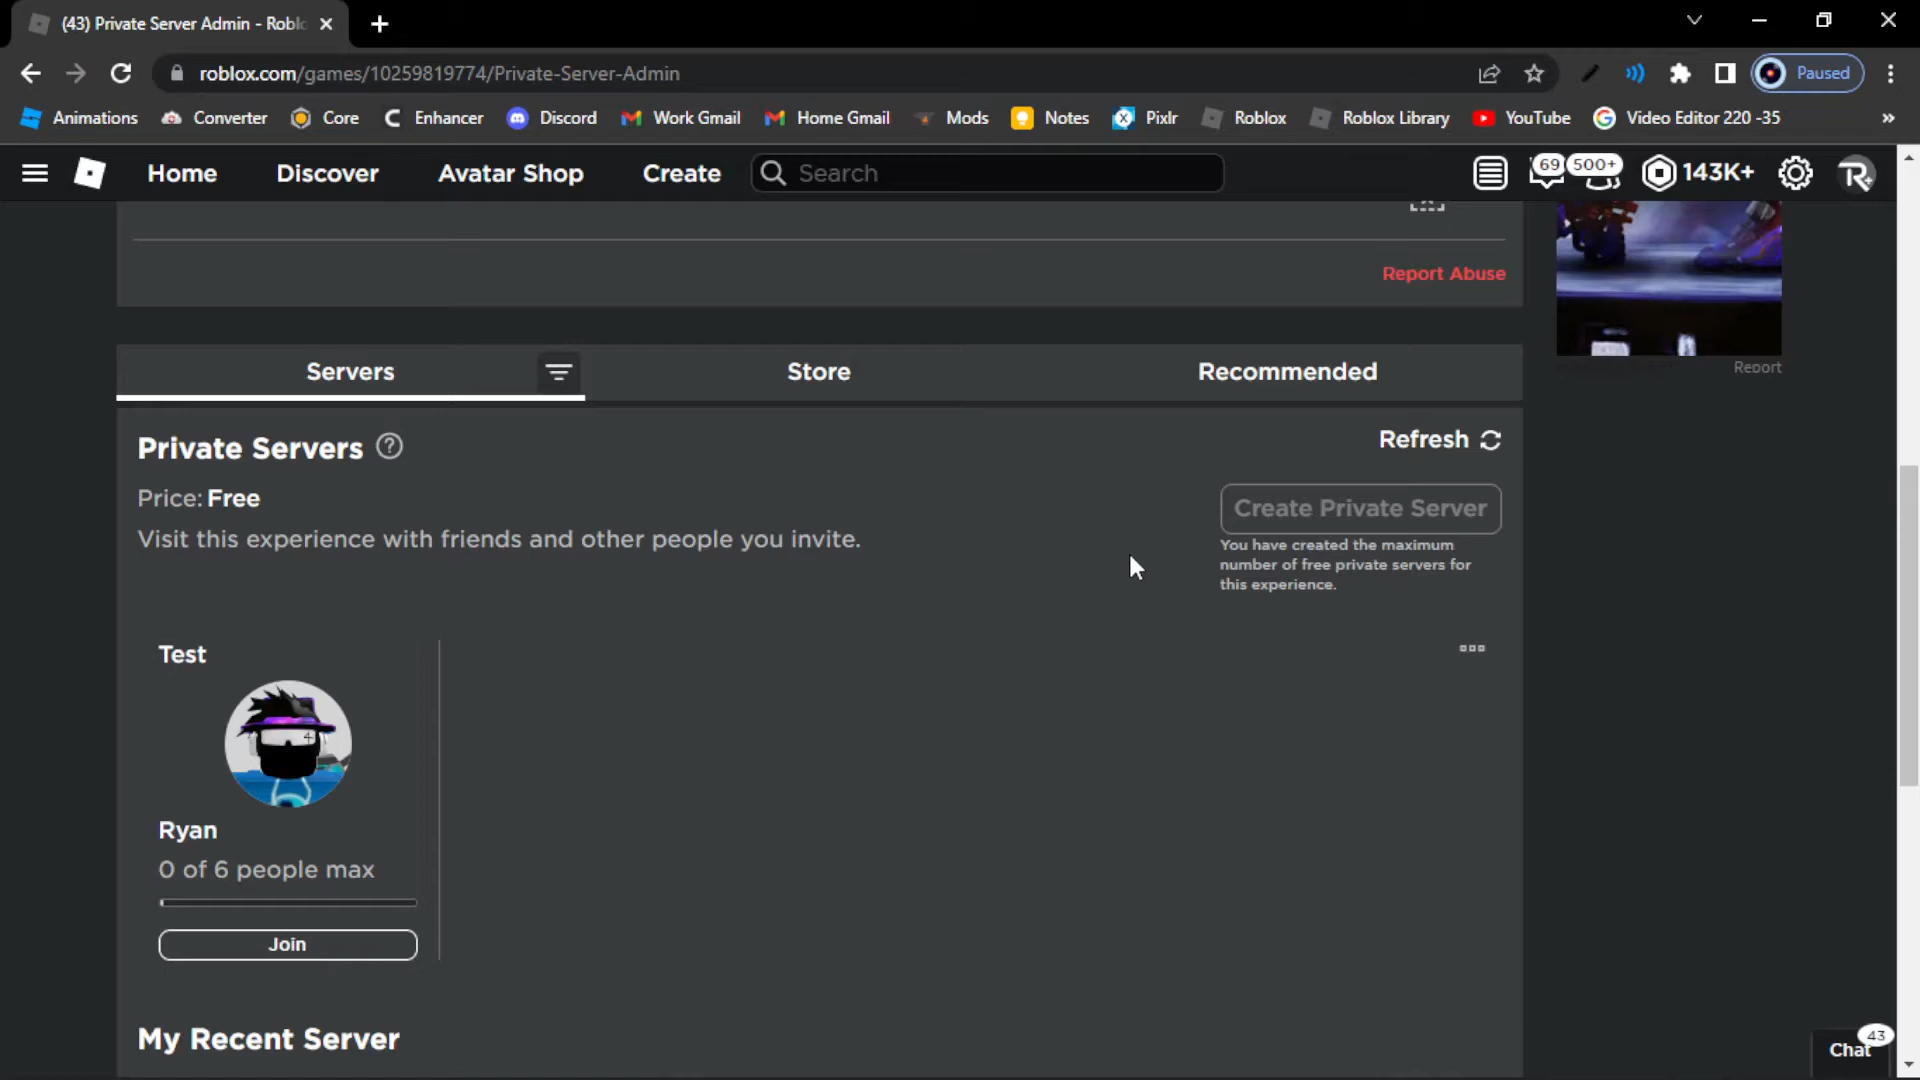 (43) Private Server Admin - Roblo
roblox.com/games/10259819774/Private-Server-Admin
Paused
Animations Converter Core Enhancer Discord Work Gmail Home Gmail Mods Notes Pixlr Roblox Roblox Library YouTube Video Editor 220 -35 »
Home Discover Avatar Shop Create Search 69 500+ 143K+
Report Abuse
Report
Servers Store Recommended
Private Servers ?
Refresh
Price: Free
Create Private Server
Visit this experience with friends and other people you invite.
You have created the maximum
number of free private servers for
this experience.
Test
Ryan
0 of 6 people max
Join
My Recent Server
Chat 43